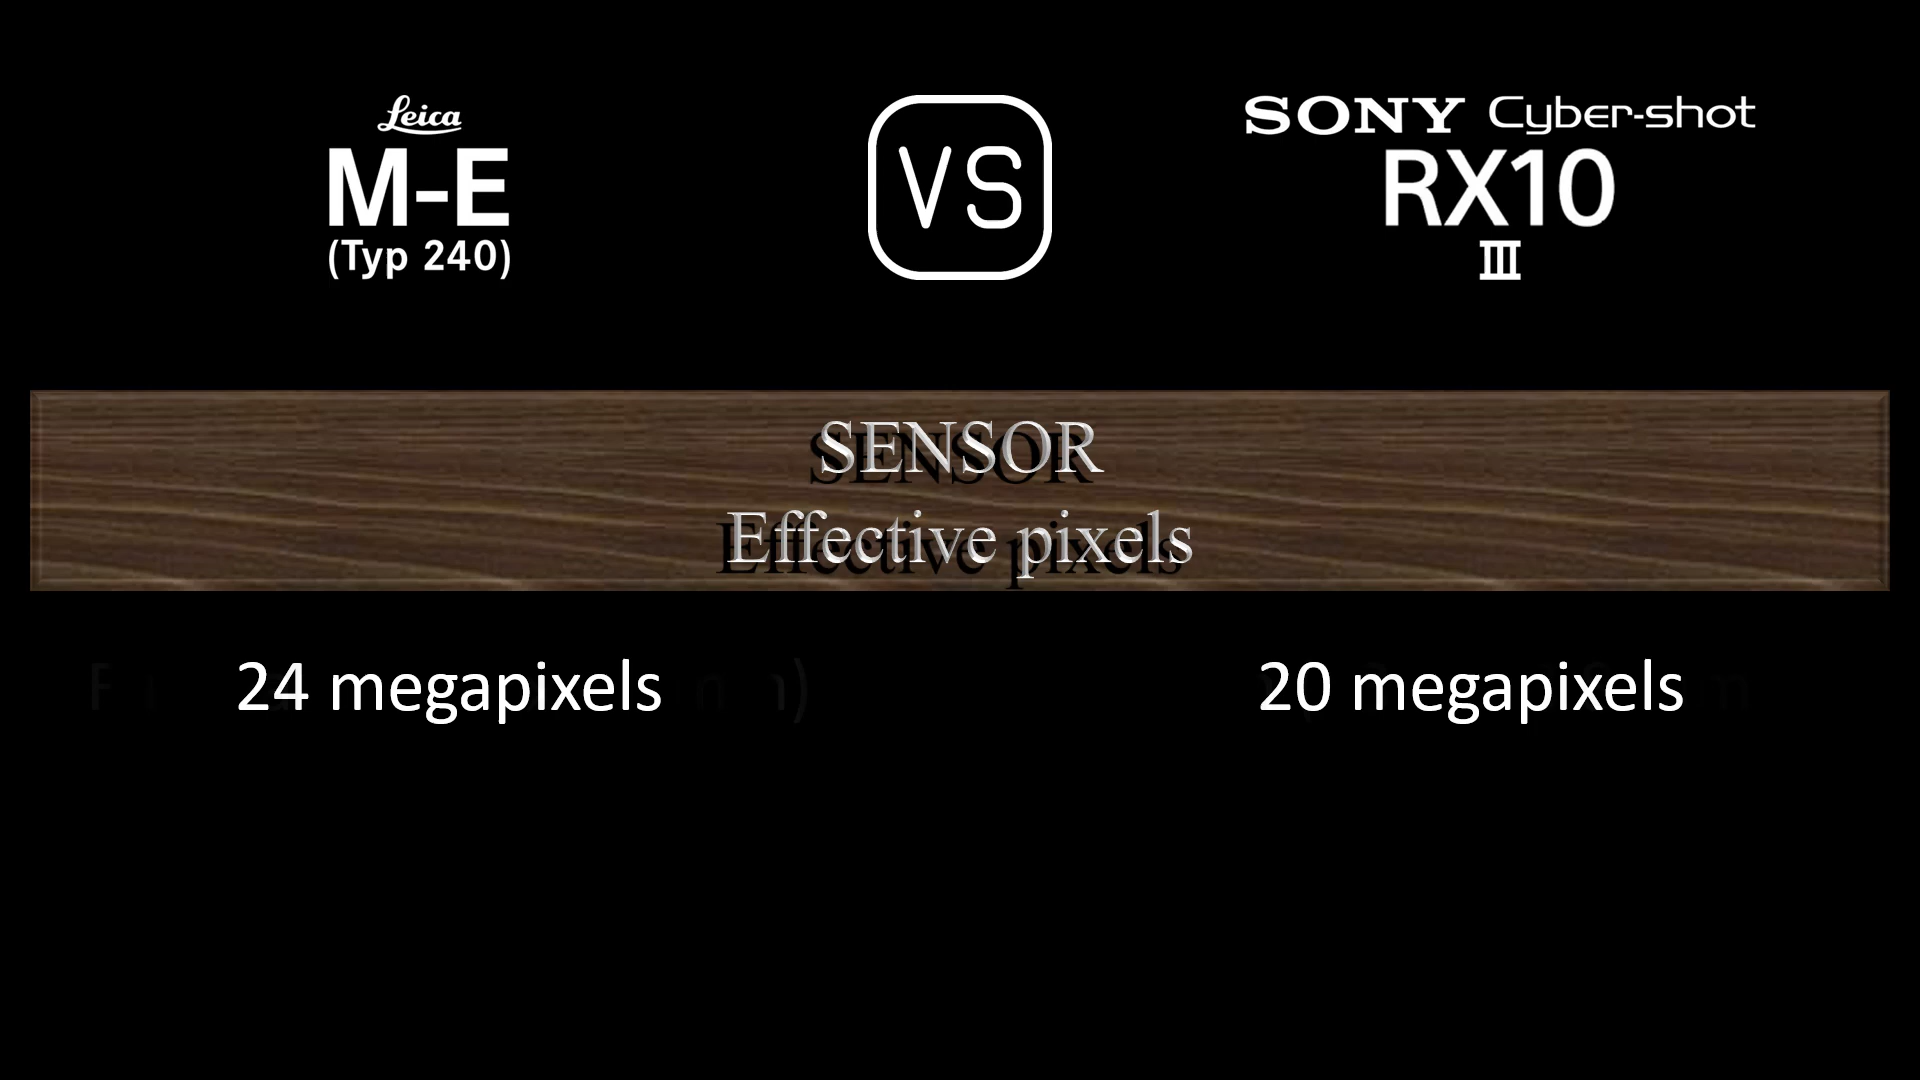 Leica
M-E
(Typ 240)
VS
SONY Cyber-shot
RX10
III
SENSOR
Effective pixels
24 megapixels
20 megapixels